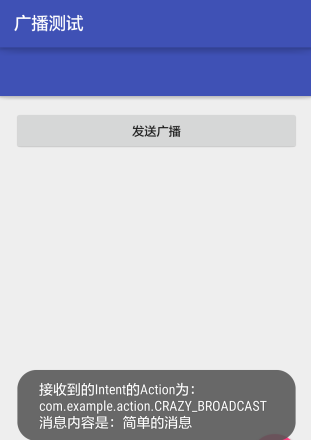 广播测试
发送广播
接收到的Intent的Action为：
com.example.action.CRAZY_BROADCAST
消息内容是：简单的消息